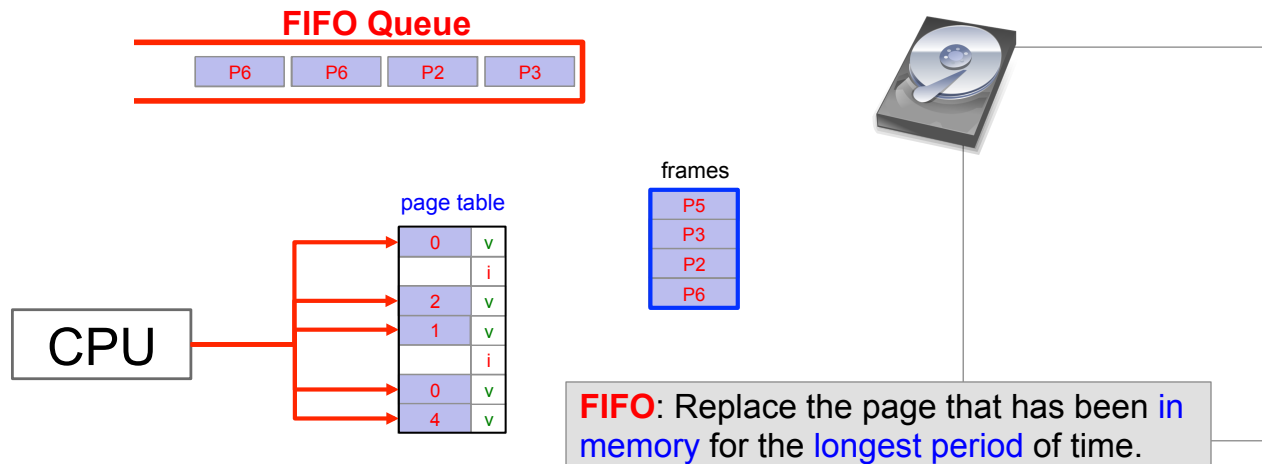 FIFO Queue
P6 P6 P2 P3
frames
P5
P3
P2
P6
page table
0 v
i
2 v
1 v
i
0 v
4 v
CPU
FIFO: Replace the page that has been in
memory for the longest period of time.